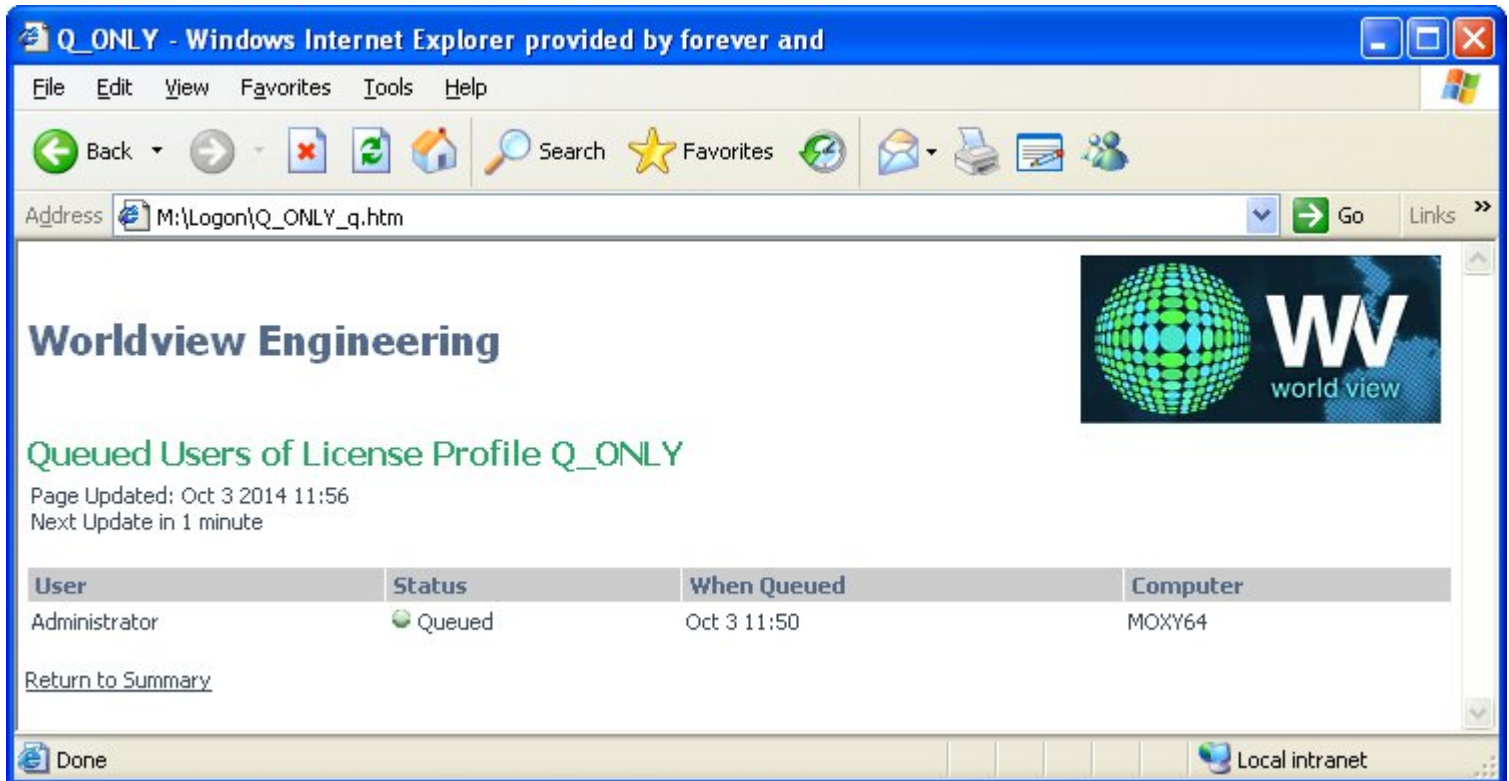 Q_ONLY - Windows Internet Explorer provided by forever and
File Edit View Favorites Tools Help
Back Search Favorites
Address M:\Logon\Q_ONLY_q.htm Go Links »
Worldview Engineering
WV
world view
Queued Users of License Profile Q_ONLY
Page Updated: Oct 3 2014 11:56
Next Update in 1 minute
User Status When Queued Computer
Administrator Queued Oct 3 11:50 MOXY64
Return to Summary
Done Local intranet